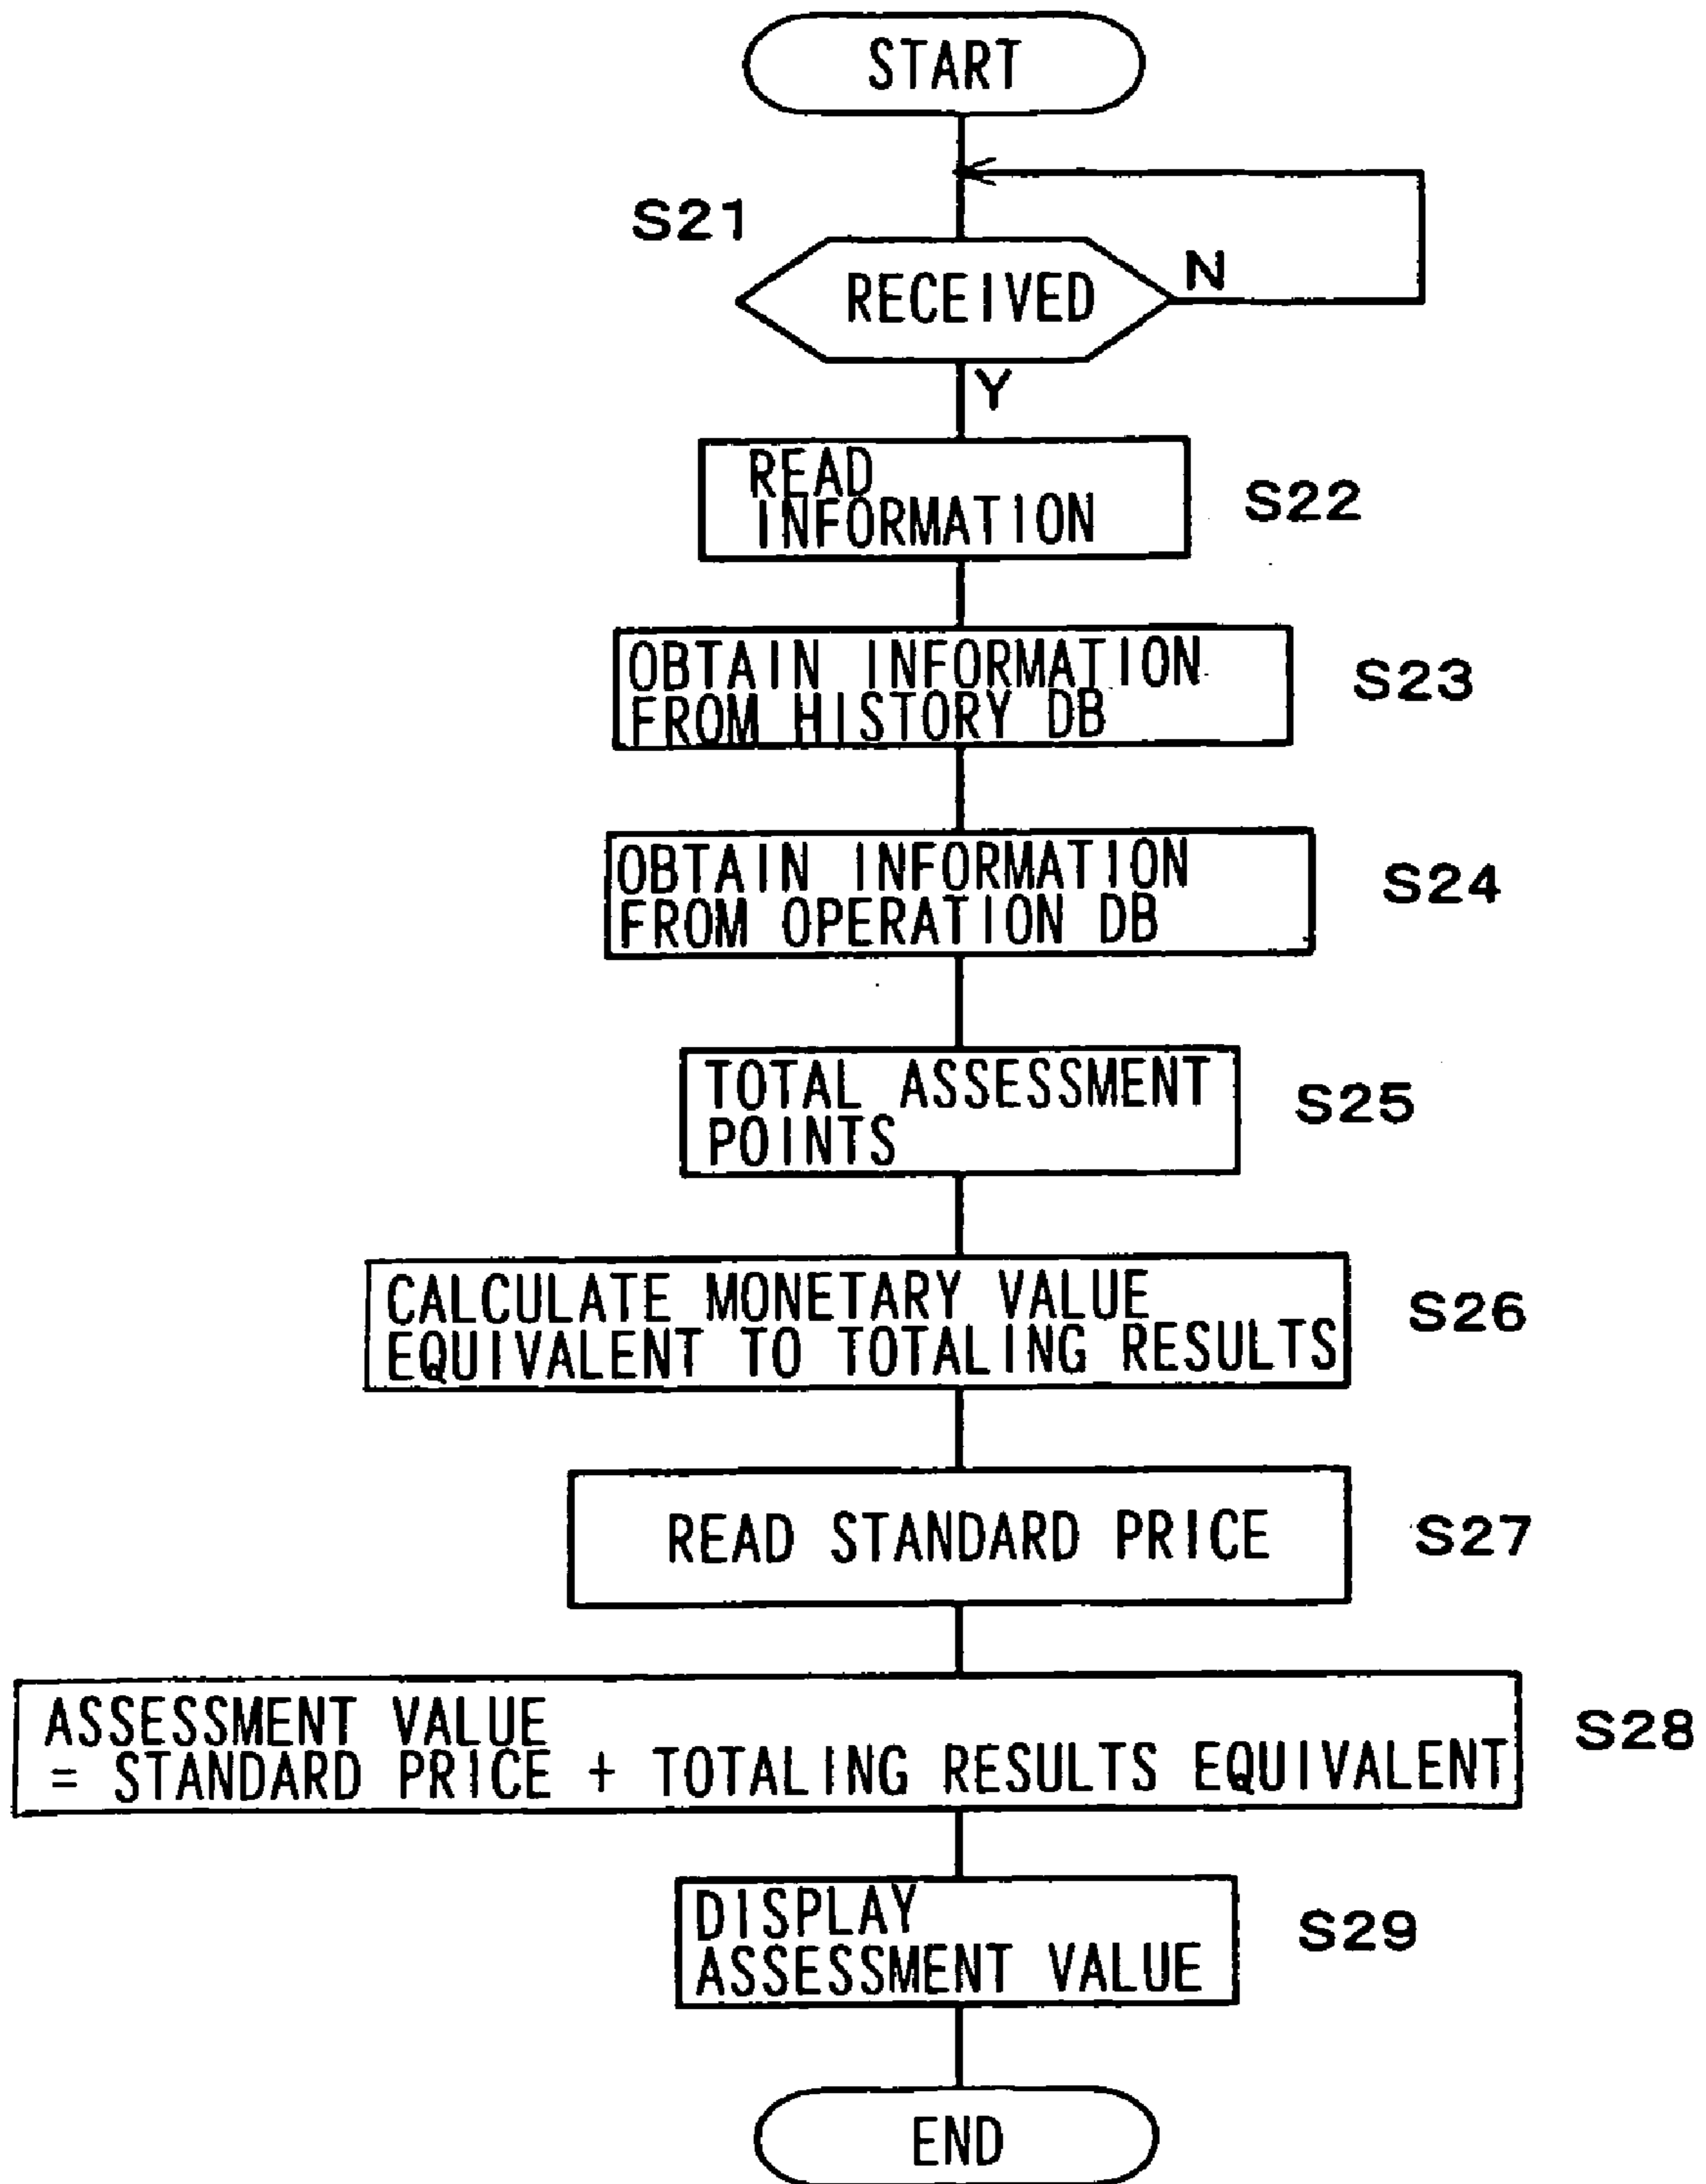 START
S21
RECEIVED
N
Y
READ
INFORMATION
S22
OBTAIN INFORMATION
FROM HISTORY DB
S23
OBTAIN INFORMATION
FROM OPERATION DB
S24
TOTAL ASSESSMENT
POINTS
S25
CALCULATE MONETARY VALUE
EQUIVALENT TO TOTALING RESULTS
S26
READ STANDARD PRICE
S27
ASSESSMENT VALUE
= STANDARD PRICE + TOTALING RESULTS EQUIVALENT
S28
DISPLAY
ASSESSMENT VALUE
S29
END